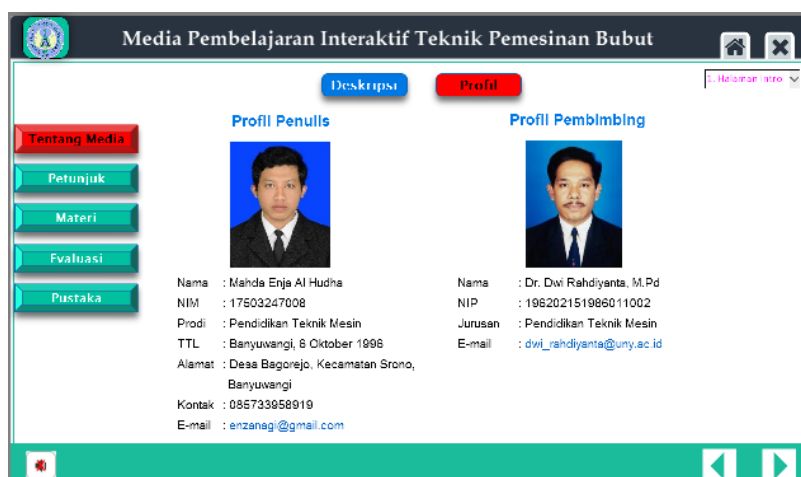 Media Pembelajaran Interaktif Teknik Pemesinan Bubut
Deskripsi
Profil
1. Halaman Intro
Tentang Media
Petunjuk
Materi
Evaluasi
Pustaka
Profil Penulis
Nama : Mahda Enja Al Hudha
NIM : 17503247008
Prodi : Pendidikan Teknik Mesin
TTL : Banyuwangi, 6 Oktober 1996
Alamat : Desa Bagorejo, Kecamatan Srono,
Banyuwangi
Kontak : 085733958919
E-mail : enzanagi@gmail.com
Profil Pembimbing
Nama : Dr. Dwi Rahdiyanta, M.Pd
NIP : 196202151986011002
Jurusan : Pendidikan Teknik Mesin
E-mail : dwi_rahdiyanta@uny.ac.id